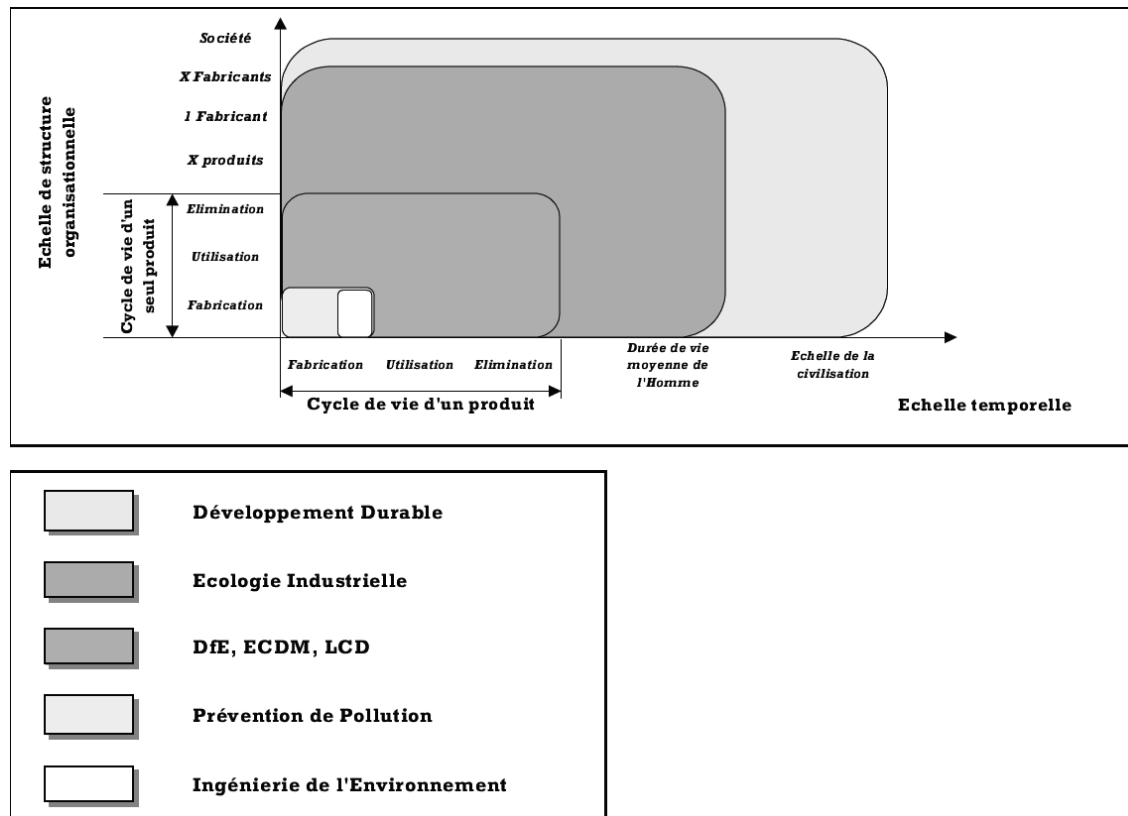 Société
X Fabricants
1 Fabricant
X produits
Elimination
Utilisation
Fabrication
Echelle de structure
organisationnelle
Cycle de vie d'un
seul produit
Fabrication
Utilisation
Elimination
Durée de vie
moyenne de
l'Homme
Echelle de la
civilisation
Cycle de vie d'un produit
Echelle temporelle
Développement Durable
Ecologie Industrielle
DfE, ECDM, LCD
Prévention de Pollution
Ingénierie de l'Environnement